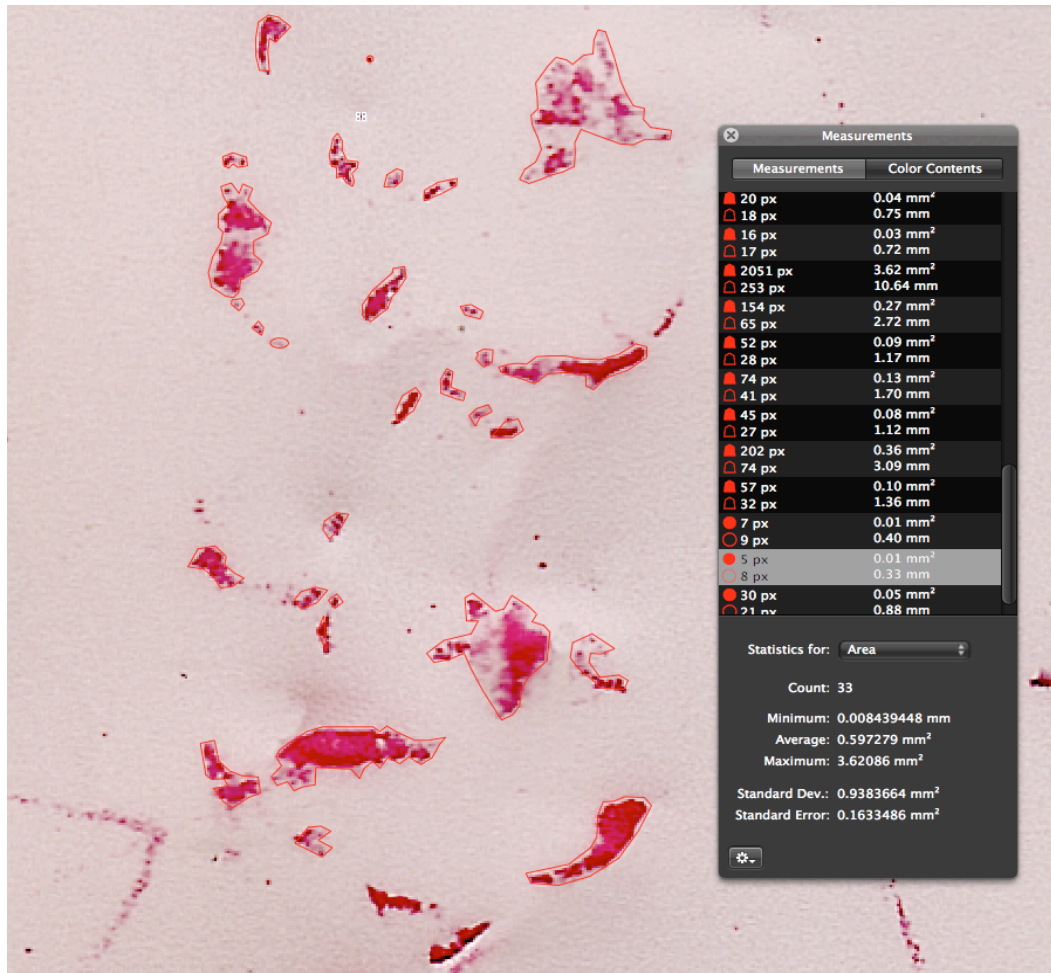 Measurements
Measurements Color Contents
20 px 0.04 mm²
18 px 0.75 mm
16 px 0.03 mm²
17 px 0.72 mm
2051 px 3.62 mm²
253 px 10.64 mm
154 px 0.27 mm²
65 px 2.72 mm
52 px 0.09 mm²
28 px 1.17 mm
74 px 0.13 mm²
41 px 1.70 mm
45 px 0.08 mm²
27 px 1.12 mm
202 px 0.36 mm²
74 px 3.09 mm
57 px 0.10 mm²
32 px 1.36 mm
7 px 0.01 mm²
9 px 0.40 mm
5 px 0.01 mm²
8 px 0.33 mm
30 px 0.05 mm²
21 px 0.88 mm
Statistics for: Area
Count: 33
Minimum: 0.008439448 mm
Average: 0.597279 mm²
Maximum: 3.62086 mm²
Standard Dev.: 0.9383664 mm²
Standard Error: 0.1633486 mm²